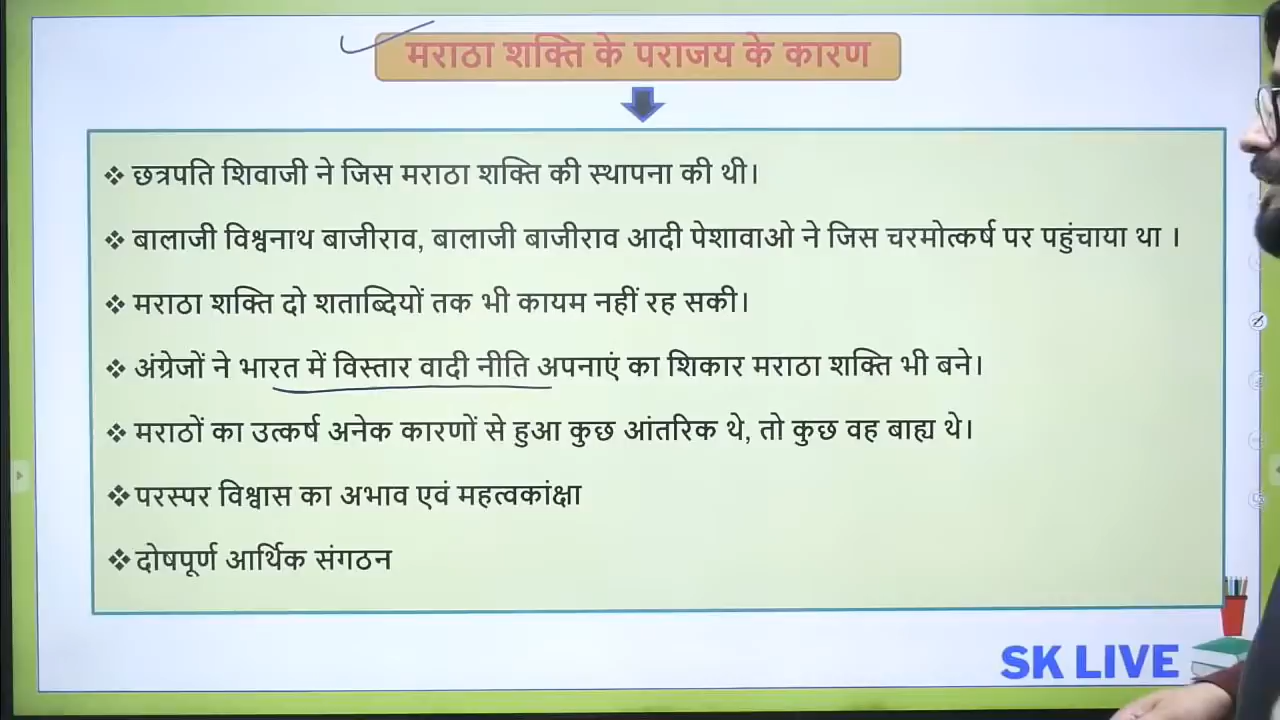 मराठा शक्ति के पराजय के कारण
❖ छत्रपति शिवाजी ने जिस मराठा शक्ति की स्थापना की थी।
❖ बालाजी विश्वनाथ बाजीराव, बालाजी बाजीराव आदी पेशावाओ ने जिस चरमोत्कर्ष पर पहुंचाया था ।
❖ मराठा शक्ति दो शताब्दियों तक भी कायम नहीं रह सकी।
❖ अंग्रेजों ने भारत में विस्तार वादी नीति अपनाएं का शिकार मराठा शक्ति भी बने।
❖ मराठों का उत्कर्ष अनेक कारणों से हुआ कुछ आंतरिक थे, तो कुछ वह बाह्य थे।
❖ परस्पर विश्वास का अभाव एवं महत्वकांक्षा
❖ दोषपूर्ण आर्थिक संगठन
SK LIVE